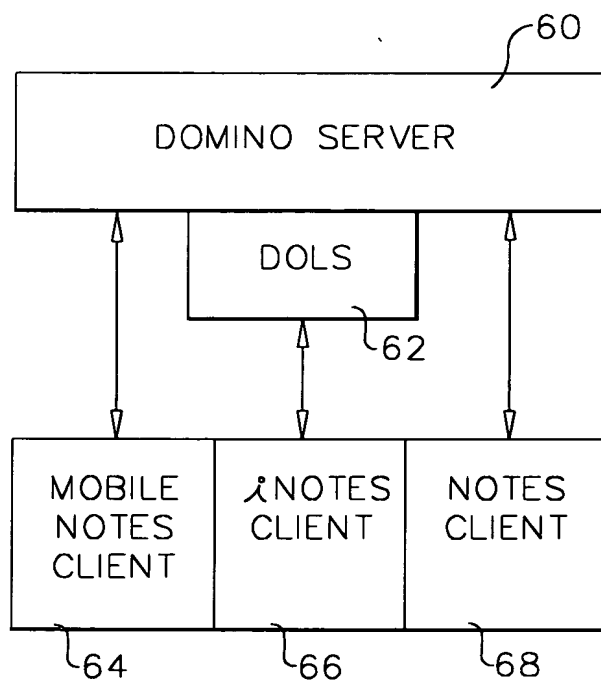 60
DOMINO SERVER
DOLS
62
MOBILE
NOTES
CLIENT
iNOTES
CLIENT
NOTES
CLIENT
64
66
68